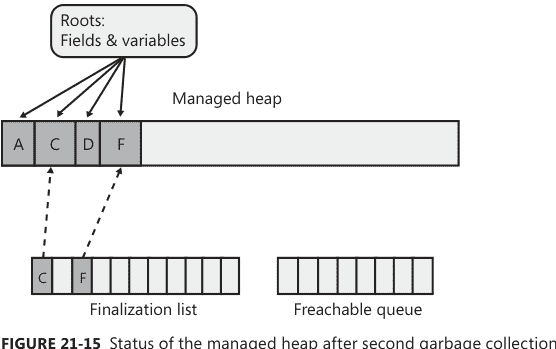 Roots:
Fields & variables
Managed heap
A C D F
C F
Finalization list Freachable queue
FIGURE 21-15 Status of the managed heap after second garbage collection